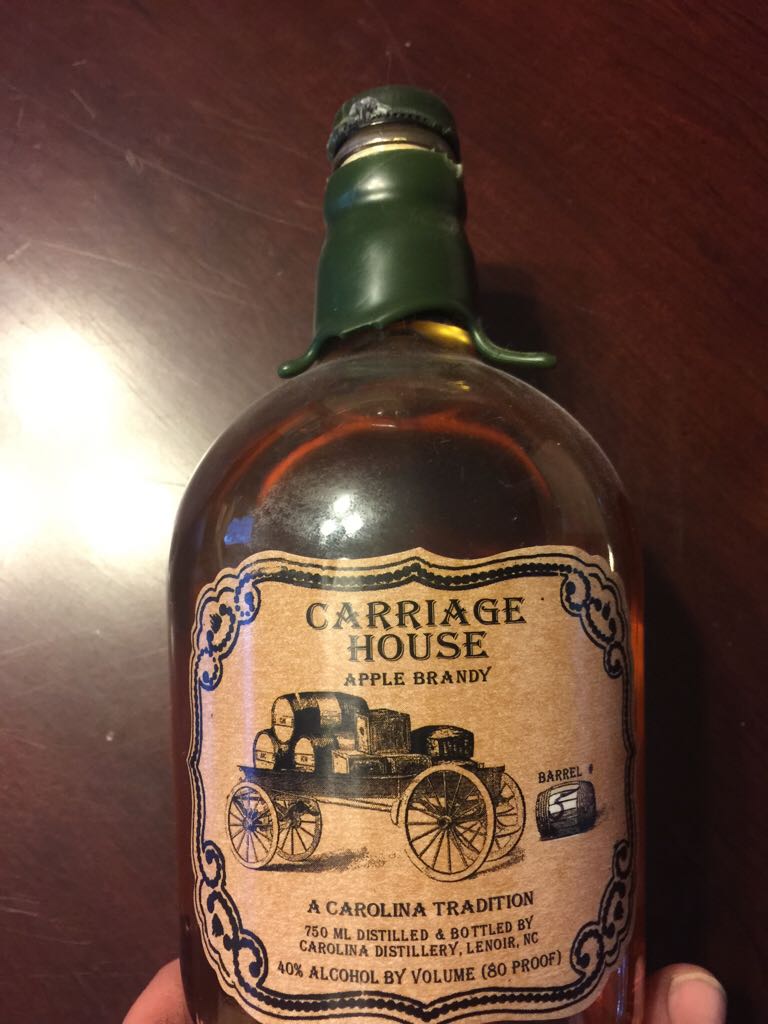 CARRIAGE
HOUSE
APPLE BRANDY
BARREL #
5
A CAROLINA TRADITION
750 ML DISTILLED & BOTTLED BY
CAROLINA DISTILLERY, LENOIR, NC
40% ALCOHOL BY VOLUME (80 PROOF)